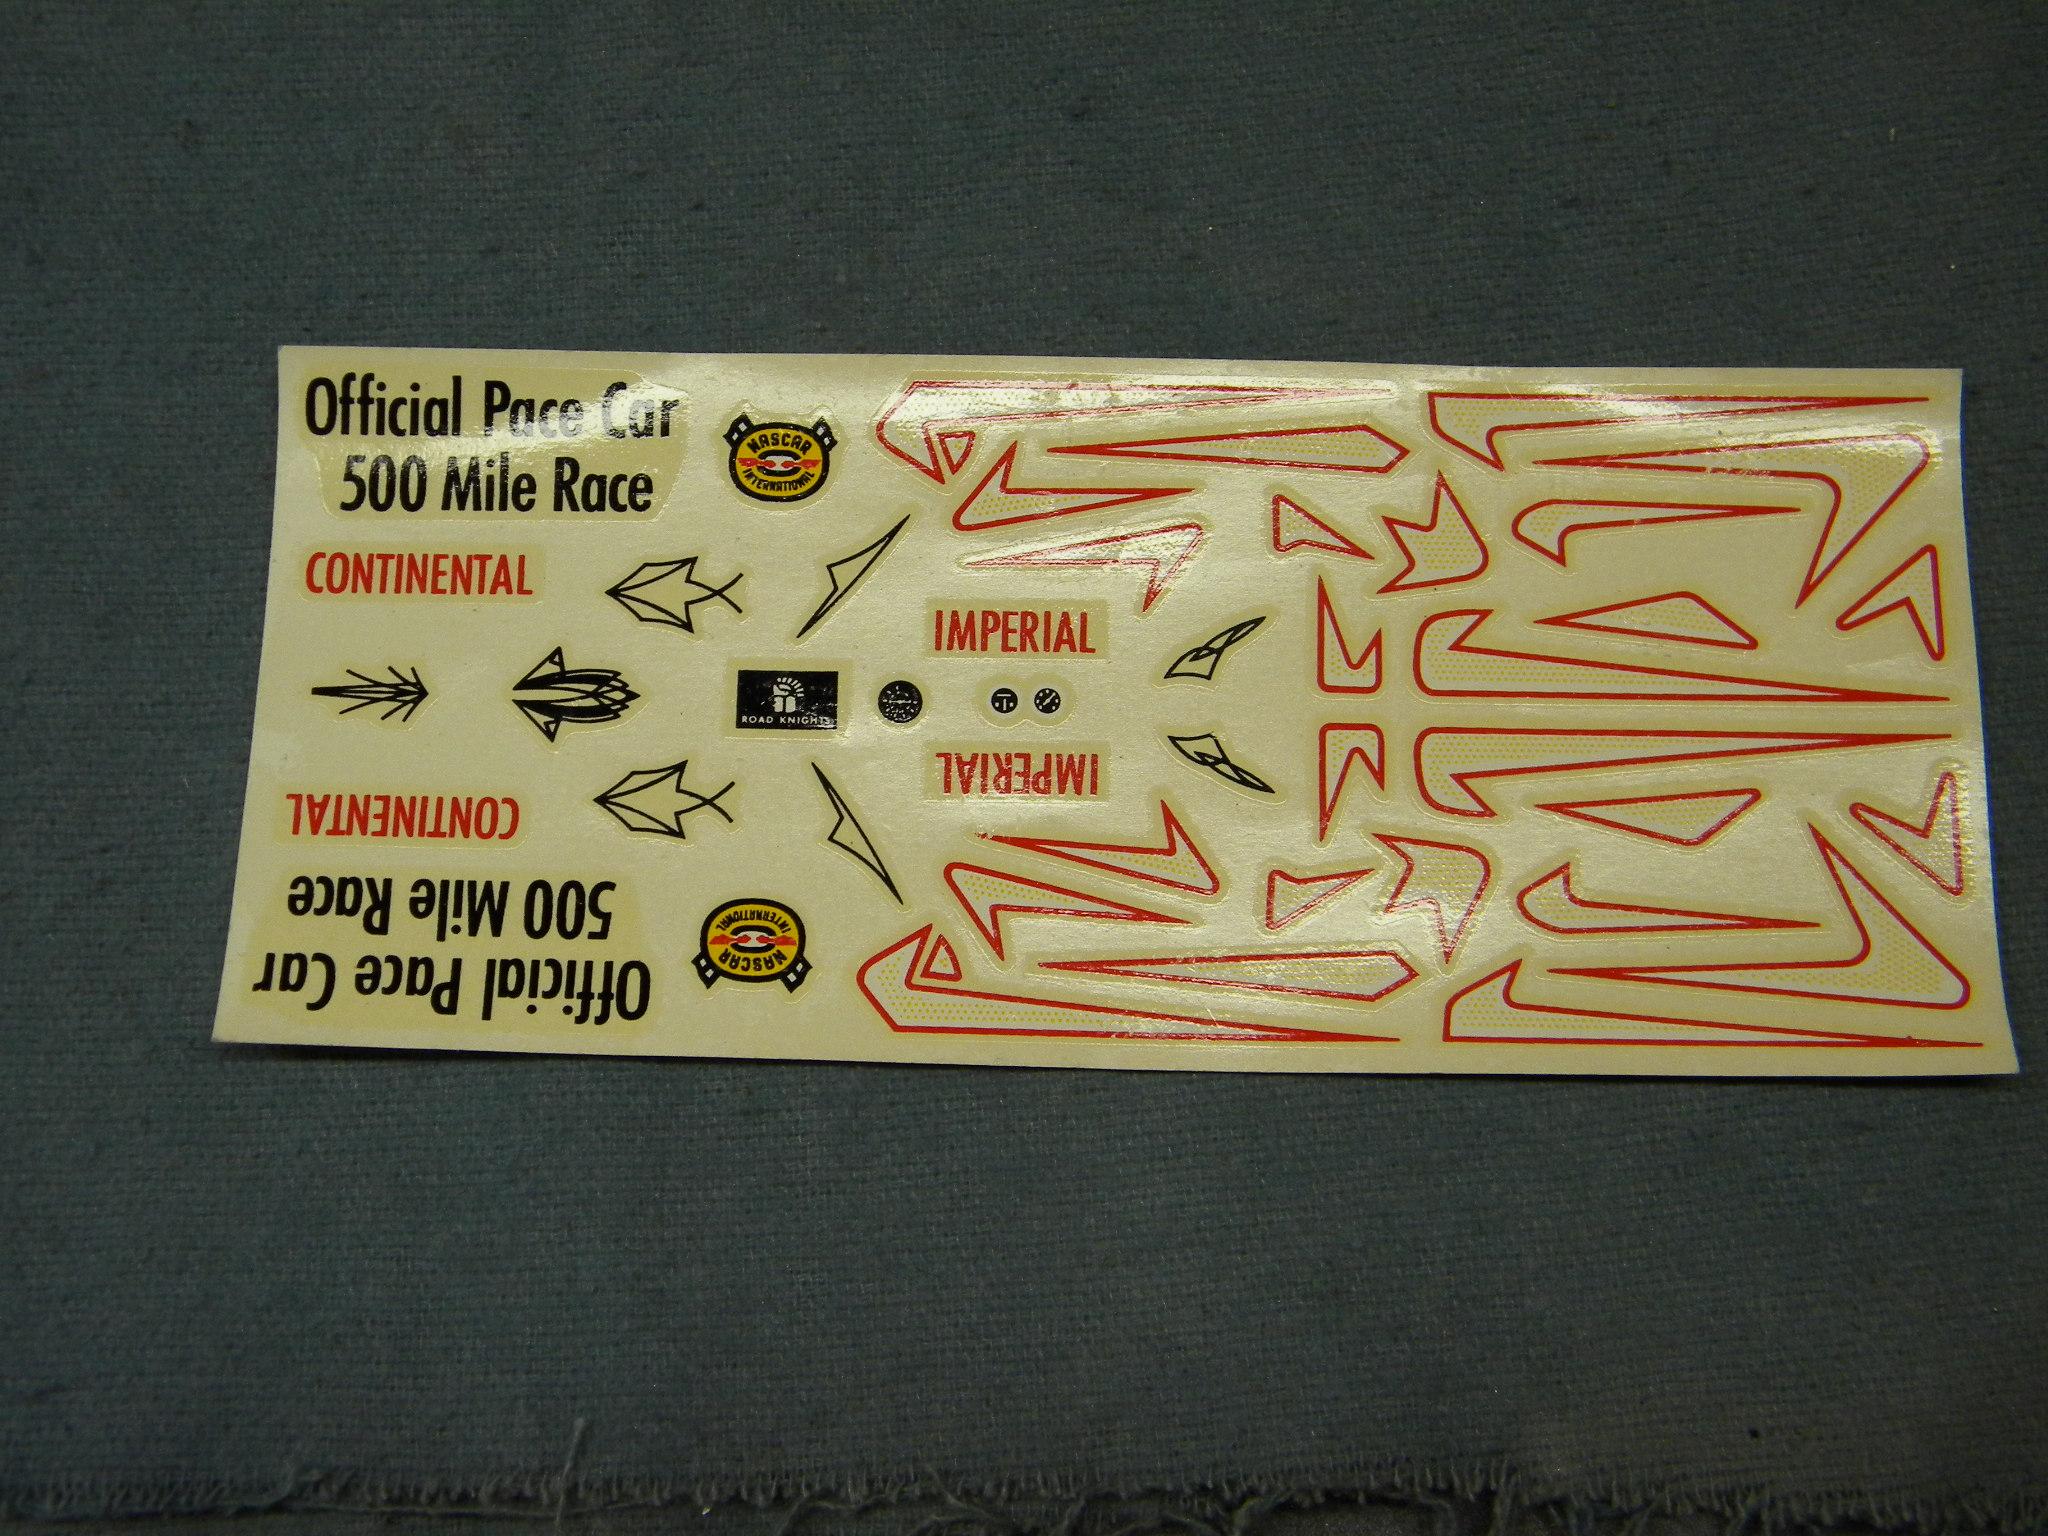 Official Pace Car
500 Mile Race
NASCAR
INTERNATIONAL
CONTINENTAL
IMPERIAL
ROAD KNIGHTS
IMPERIAL
CONTINENTAL
500 Mile Race
Official Pace Car
INTERNATIONAL
NASCAR